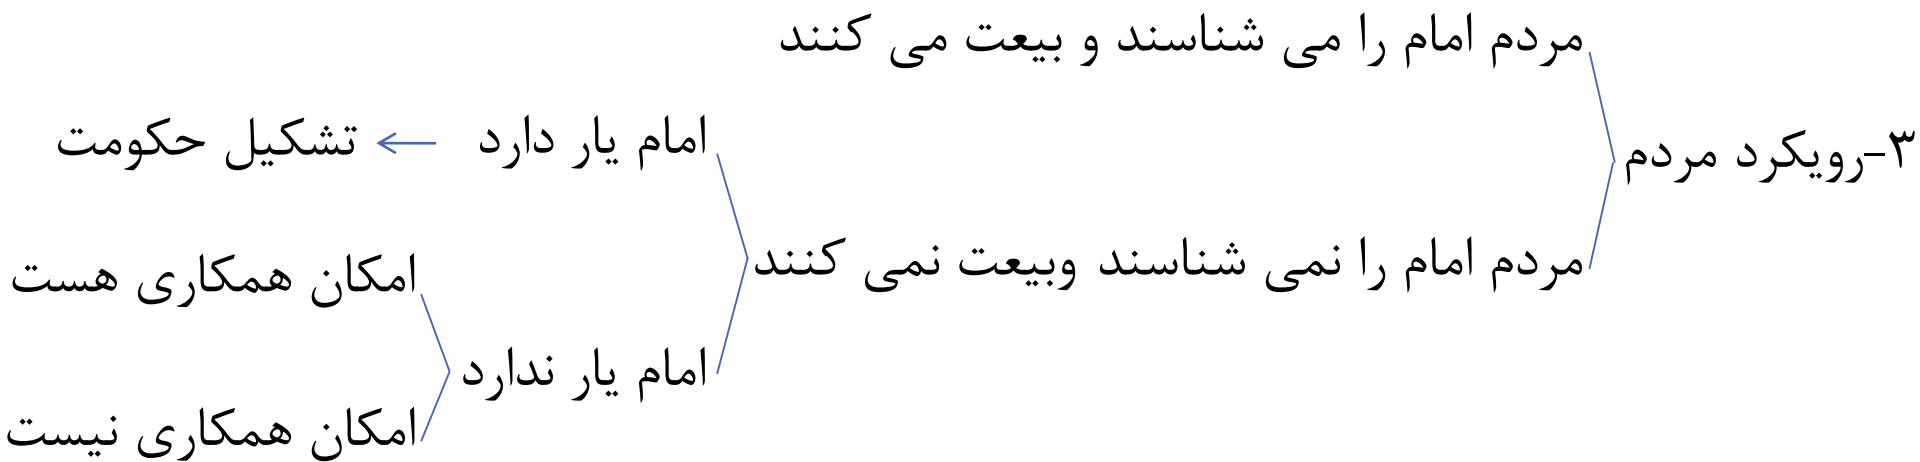 مردم امام را می شناسند و بیعت می کنند
۳-رویکرد مردم
امام یار دارد
تشکیل حکومت
مردم امام را نمی شناسند وبیعت نمی کنند
امکان همکاری هست
امام یار ندارد
امکان همکاری نیست